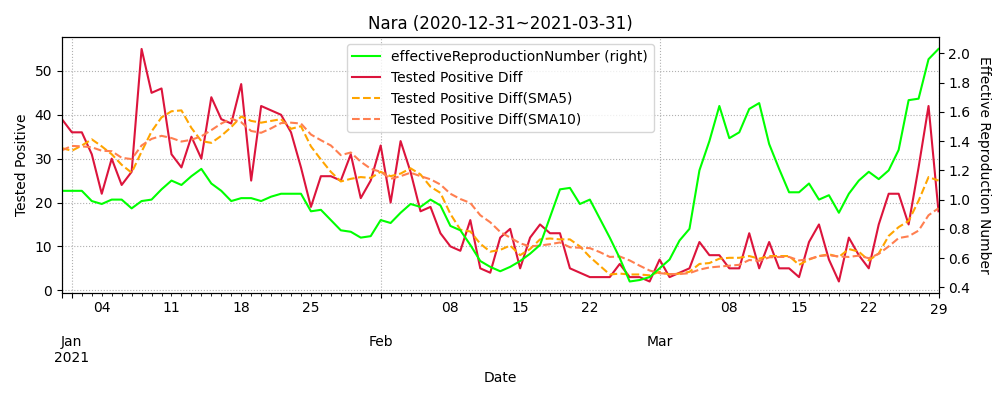 Nara (2020-12-31~2021-03-31)
effectiveReproductionNumber (right)
Tested Positive Diff
Tested Positive Diff(SMA5)
Tested Positive Diff(SMA10)
Tested Positive
50
40
30
20
10
0
Effective Reproduction Number
2.0
1.8
1.6
1.4
1.2
1.0
0.8
0.6
0.4
04 11 18 25 08 15 22 08 15 22 29
Jan Feb Mar
2021
Date